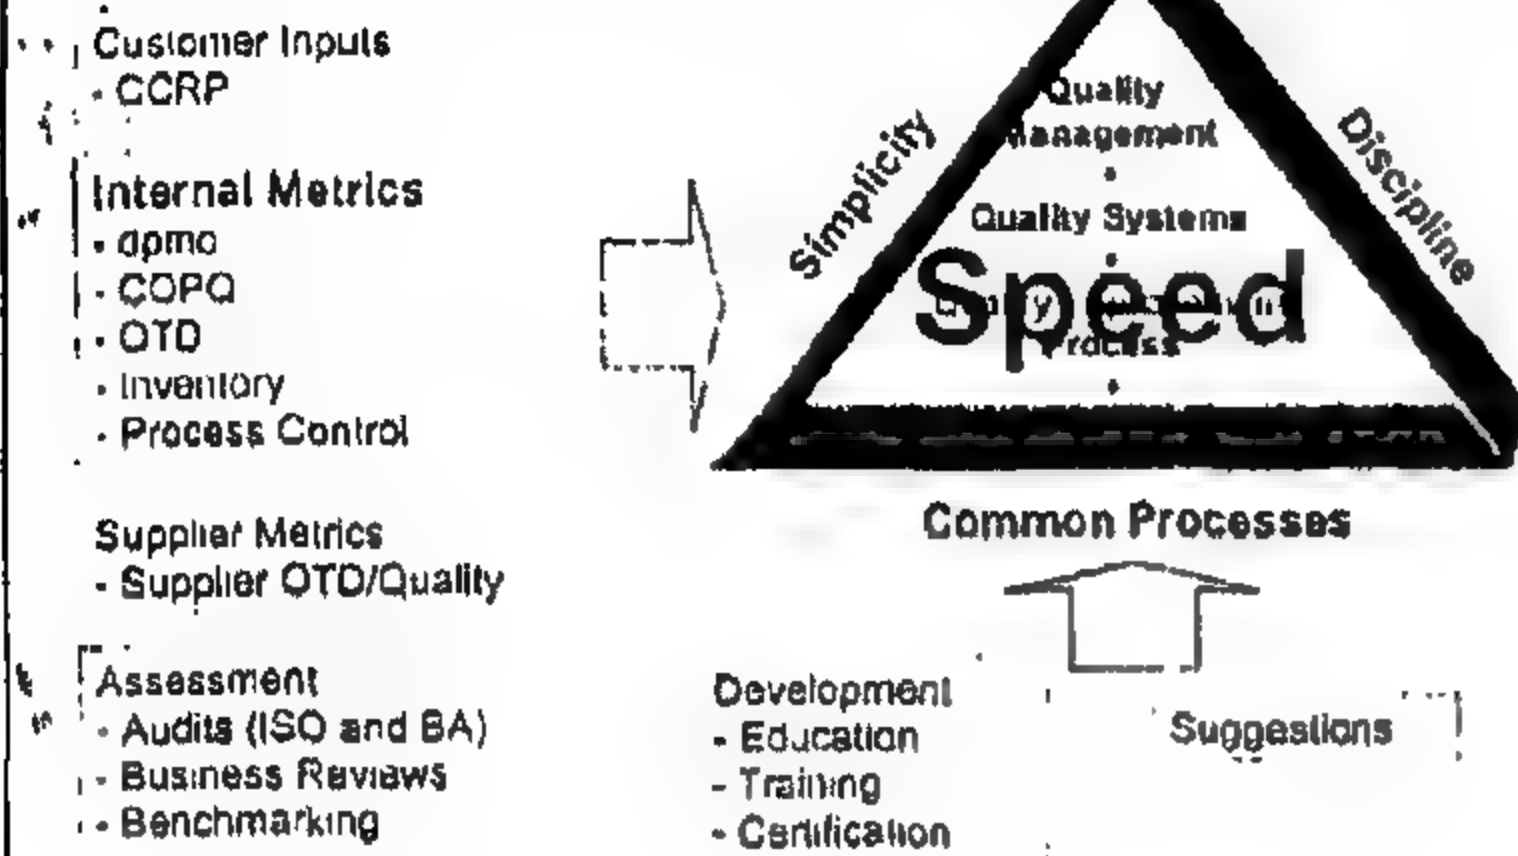 Customer Inputs
- CCRP
Internal Metrics
- dpmo
- COPQ
- OTD
- Inventory
- Process Control
Supplier Metrics
- Supplier OTD/Quality
Assessment
- Audits (ISO and BA)
- Business Reviews
- Benchmarking
Simplicity
Discipline
Quality
Management
Quality Systems
Speed
Process
Common Processes
Development
- Education
- Training
- Certification
Suggestions